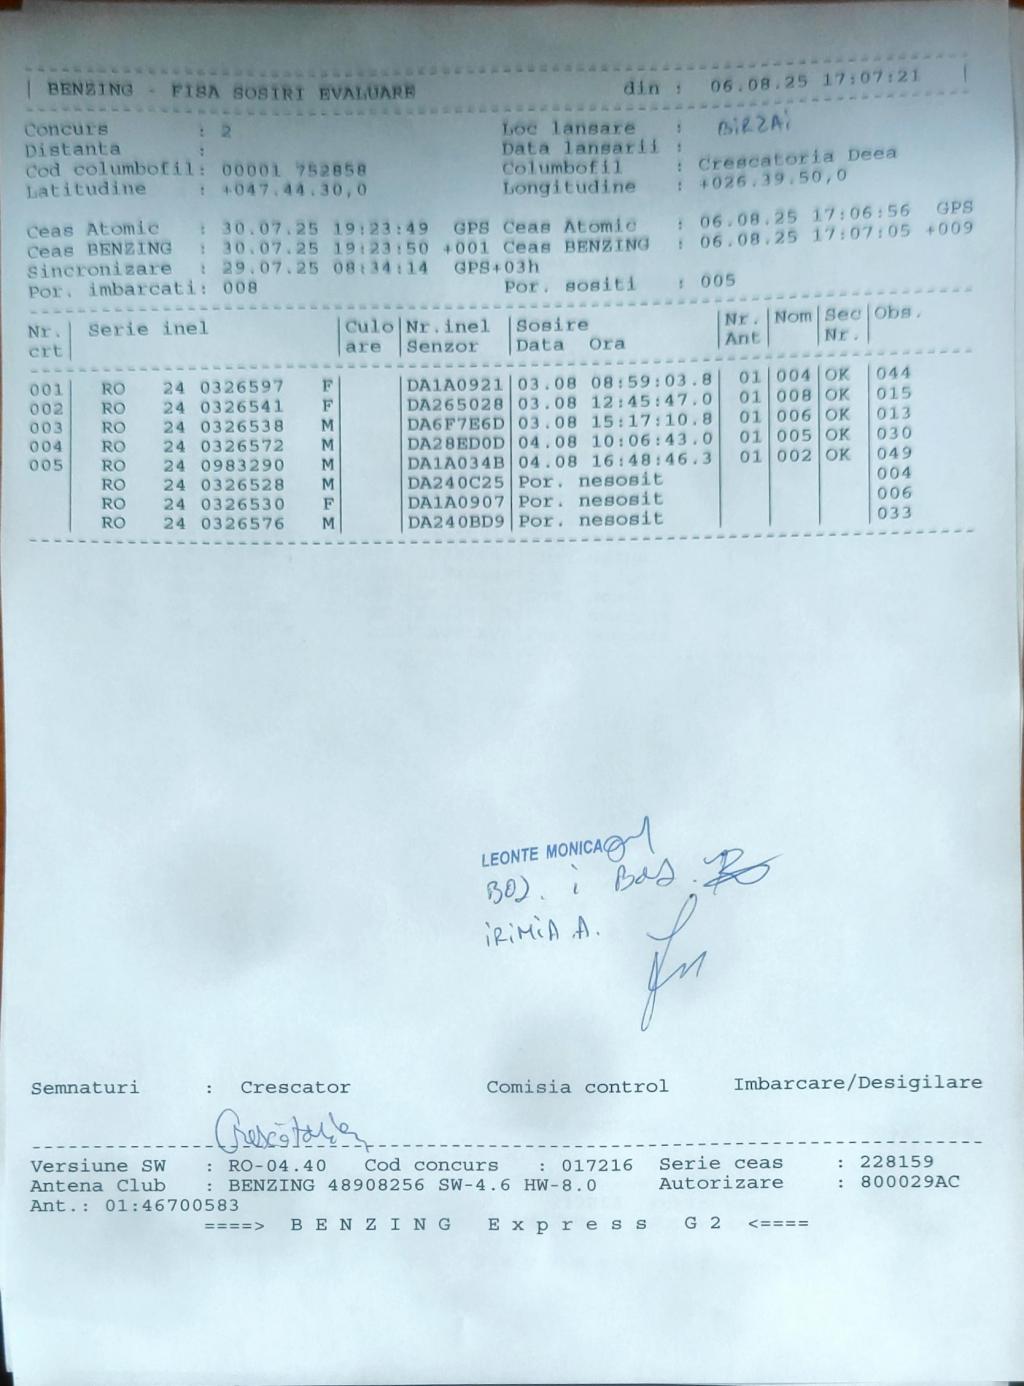 BENZING - FISA SOSIRI EVALUARE din : 06.08.25 17:07:21
Concurs : 2 Loc lansare : BiRZAi
Distanta : Data lansarii :
Cod columbofil: 00001 752858 Columbofil : Crescatoria Deea
Latitudine : +047.44.30,0 Longitudine : +026.39.50,0
Ceas Atomic : 30.07.25 19:23:49 GPS Ceas Atomic : 06.08.25 17:06:56 GPS
Ceas BENZING : 30.07.25 19:23:50 +001 Ceas BENZING : 06.08.25 17:07:05 +009
Sincronizare : 29.07.25 08:34:14 GPS+03h
Por. imbarcati: 008 Por. sositi : 005
Nr. Serie inel Culo Nr.inel Sosire Nr. Nom Sec Obs.
crt are Senzor Data Ora Ant Nr.
001 RO 24 0326597 F DA1A0921 03.08 08:59:03.8 01 004 OK 044
002 RO 24 0326541 F DA265028 03.08 12:45:47.0 01 008 OK 015
003 RO 24 0326538 M DA6F7E6D 03.08 15:17:10.8 01 006 OK 013
004 RO 24 0326572 M DA28ED0D 04.08 10:06:43.0 01 005 OK 030
005 RO 24 0983290 M DA1A034B 04.08 16:48:46.3 01 002 OK 049
RO 24 0326528 M DA240C25 Por. nesosit 004
RO 24 0326530 F DA1A0907 Por. nesosit 006
RO 24 0326576 M DA240BD9 Por. nesosit 033
LEONTE MONICA
iRiMiA A.
Semnaturi : Crescator Comisia control Imbarcare/Desigilare
Versiune SW : RO-04.40 Cod concurs : 017216 Serie ceas : 228159
Antena Club : BENZING 48908256 SW-4.6 HW-8.0 Autorizare : 800029AC
Ant.: 01:46700583
====> B E N Z I N G E x p r e s s G 2 <====